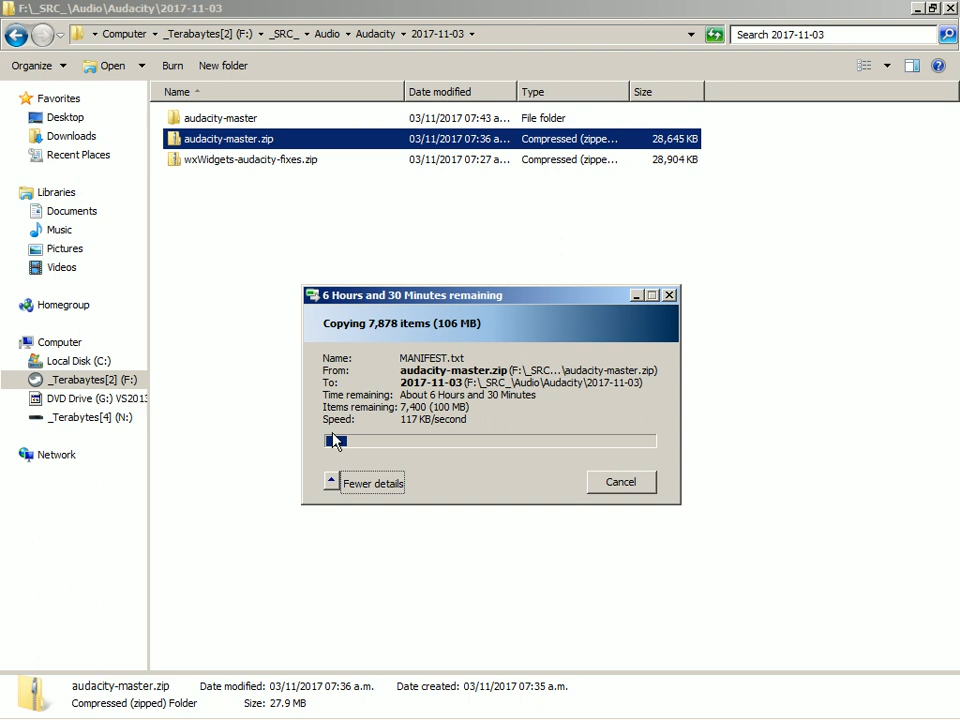 F:\_SRC_\Audio\Audacity\2017-11-03
Computer _Terabaytes[2] (F:) _SRC_ Audio Audacity 2017-11-03
Search 2017-11-03
Organize Open Burn New folder
Name Date modified Type Size
Favorites
Desktop
Downloads
Recent Places
Libraries
Documents
Music
Pictures
Videos
Homegroup
Computer
Local Disk (C:)
_Terabaytes[2] (F:)
DVD Drive (G:) VS2013
_Terabytes[4] (N:)
Network
audacity-master 03/11/2017 07:43 a... File folder
audacity-master.zip 03/11/2017 07:36 a... Compressed (zippe... 28,645 KB
wxWidgets-audacity-fixes.zip 03/11/2017 07:27 a... Compressed (zippe... 28,904 KB
6 Hours and 30 Minutes remaining
Copying 7,878 items (106 MB)
Name: MANIFEST.txt
From: audacity-master.zip (F:\_SRC...\audacity-master.zip)
To: 2017-11-03 (F:\_SRC_\Audio\Audacity\2017-11-03)
Time remaining: About 6 Hours and 30 Minutes
Items remaining: 7,400 (100 MB)
Speed: 117 KB/second
Fewer details
Cancel
audacity-master.zip Date modified: 03/11/2017 07:36 a.m. Date created: 03/11/2017 07:35 a.m.
Compressed (zipped) Folder Size: 27.9 MB